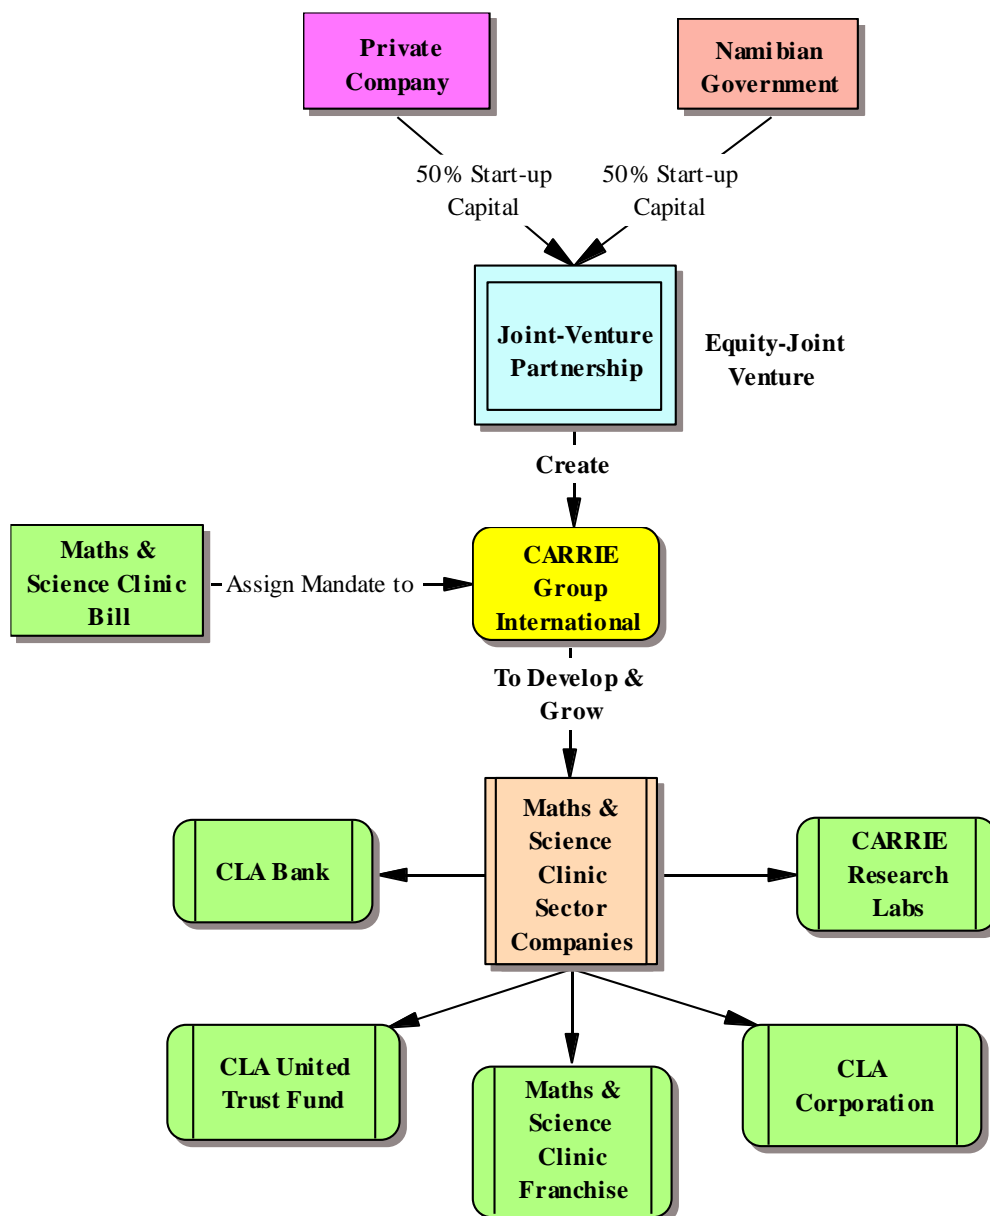 Private
Company
Namibian
Government
50% Start-up
Capital
50% Start-up
Capital
Joint-Venture
Partnership
Equity-Joint
Venture
Create
Maths &
Science Clinic
Bill
Assign Mandate to
CARRIE
Group
International
To Develop &
Grow
Maths &
Science
Clinic
Sector
Companies
CLA Bank
CARRIE
Research
Labs
CLA United
Trust Fund
Maths &
Science
Clinic
Franchise
CLA
Corporation